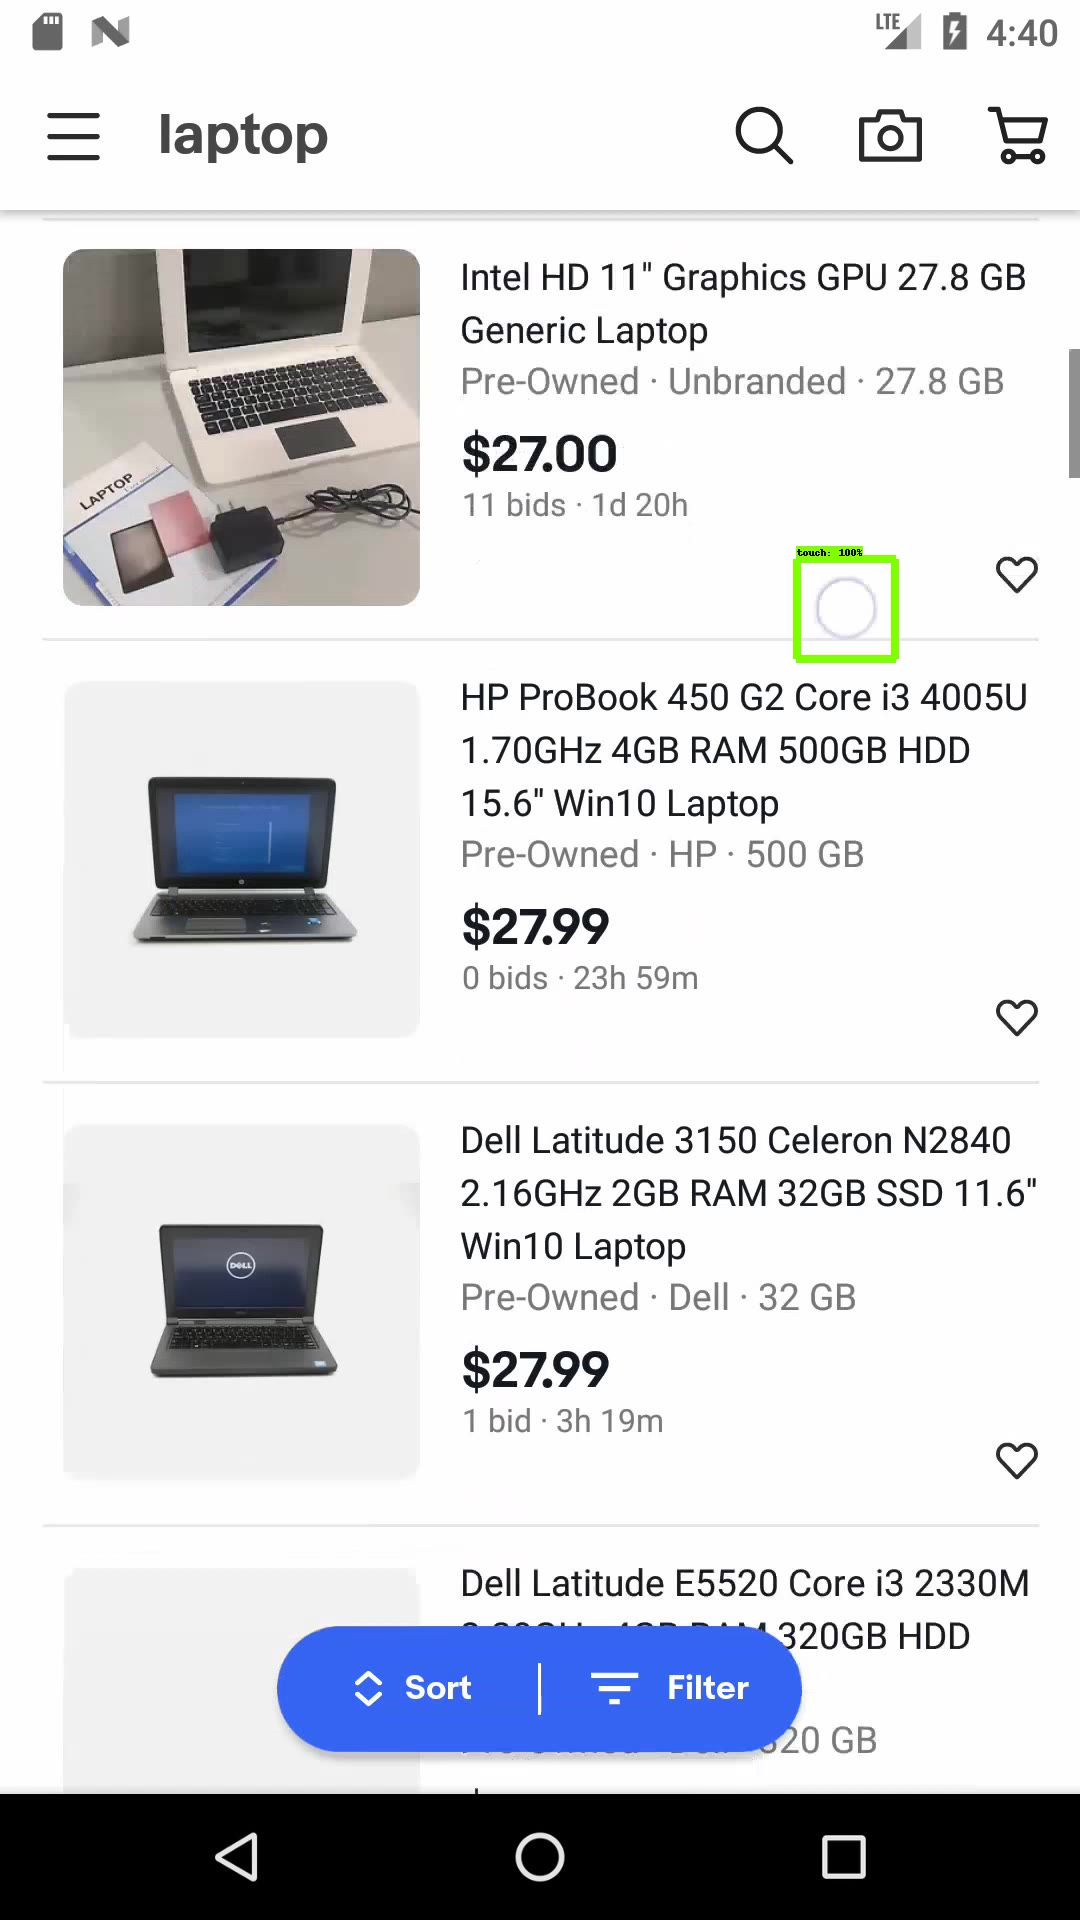 LTE 4:40
laptop
Intel HD 11" Graphics GPU 27.8 GB
Generic Laptop
Pre-Owned · Unbranded · 27.8 GB
$27.00
11 bids · 1d 20h
LAPTOP
touch: 100%
HP ProBook 450 G2 Core i3 4005U
1.70GHz 4GB RAM 500GB HDD
15.6" Win10 Laptop
Pre-Owned · HP · 500 GB
$27.99
0 bids · 23h 59m
Dell Latitude 3150 Celeron N2840
2.16GHz 2GB RAM 32GB SSD 11.6"
Win10 Laptop
Pre-Owned · Dell · 32 GB
$27.99
1 bid · 3h 19m
DELL
Dell Latitude E5520 Core i3 2330M
4GB RAM 320GB HDD
Sort
Filter
Pre-Owned · Dell · 320 GB